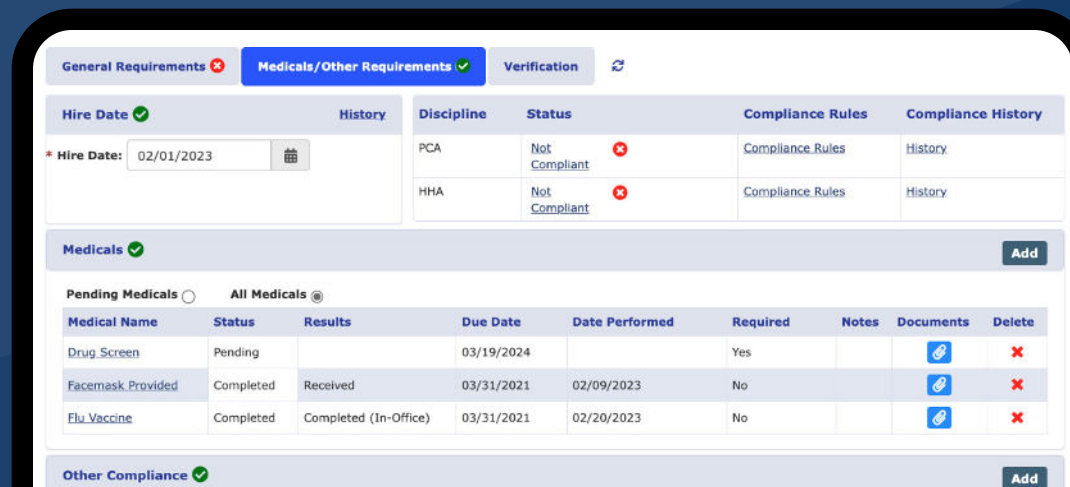 General Requirements Medicals/Other Requirements Verification
Hire Date History
* Hire Date: 02/01/2023
Discipline Status Compliance Rules Compliance History
PCA Not Compliant Compliance Rules History
HHA Not Compliant Compliance Rules History
Medicals Add
Pending Medicals All Medicals
Medical Name Status Results Due Date Date Performed Required Notes Documents Delete
Drug Screen Pending 03/19/2024 Yes
Facemask Provided Completed Received 03/31/2021 02/09/2023 No
Flu Vaccine Completed Completed (In-Office) 03/31/2021 02/20/2023 No
Other Compliance Add